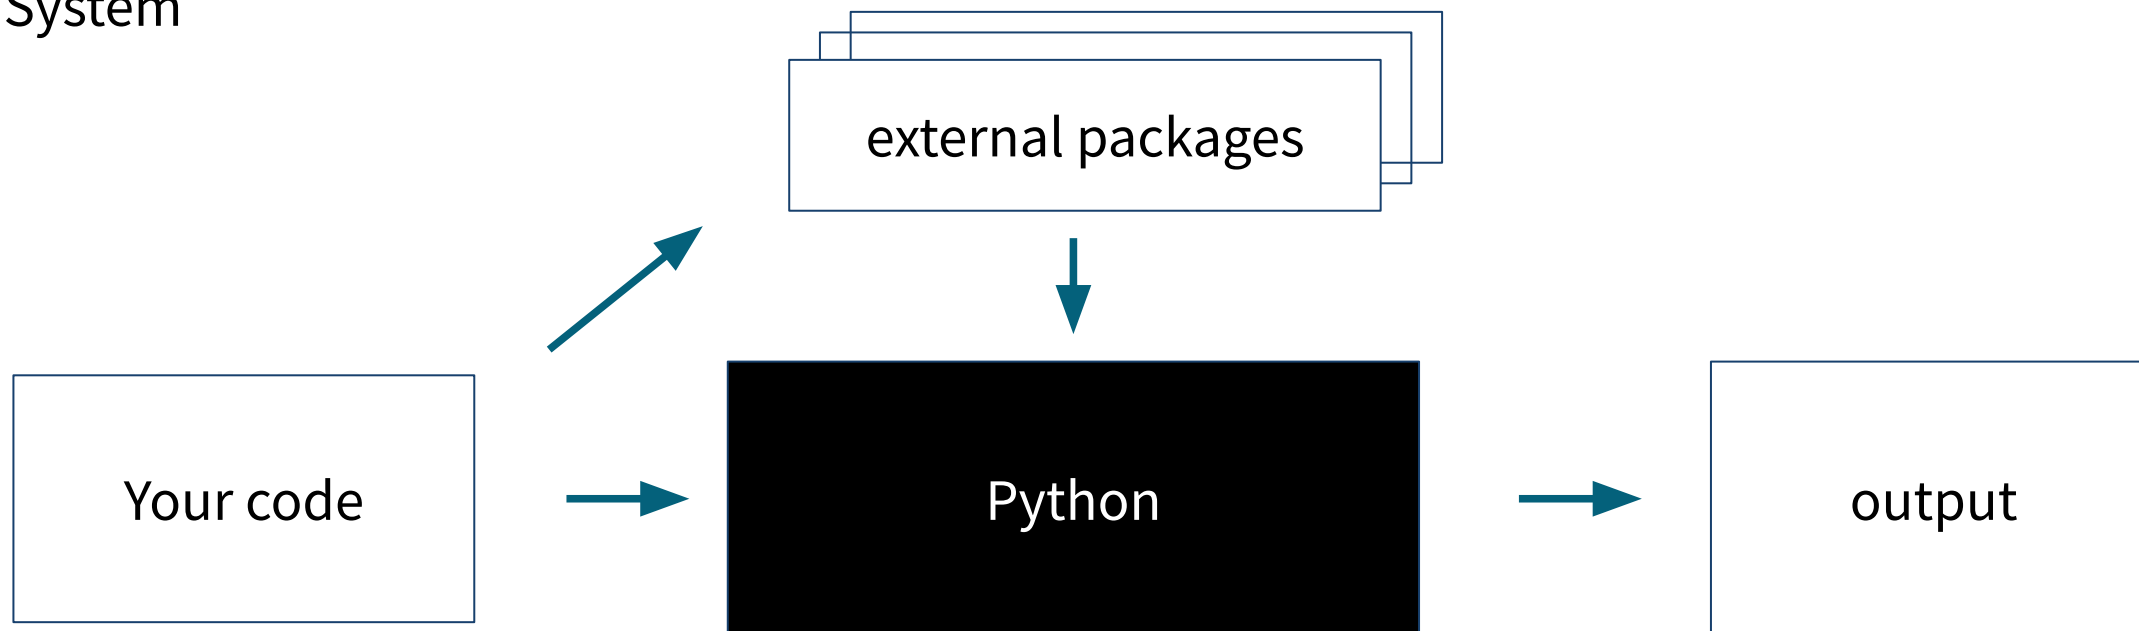 System
external packages
Your code
Python
output